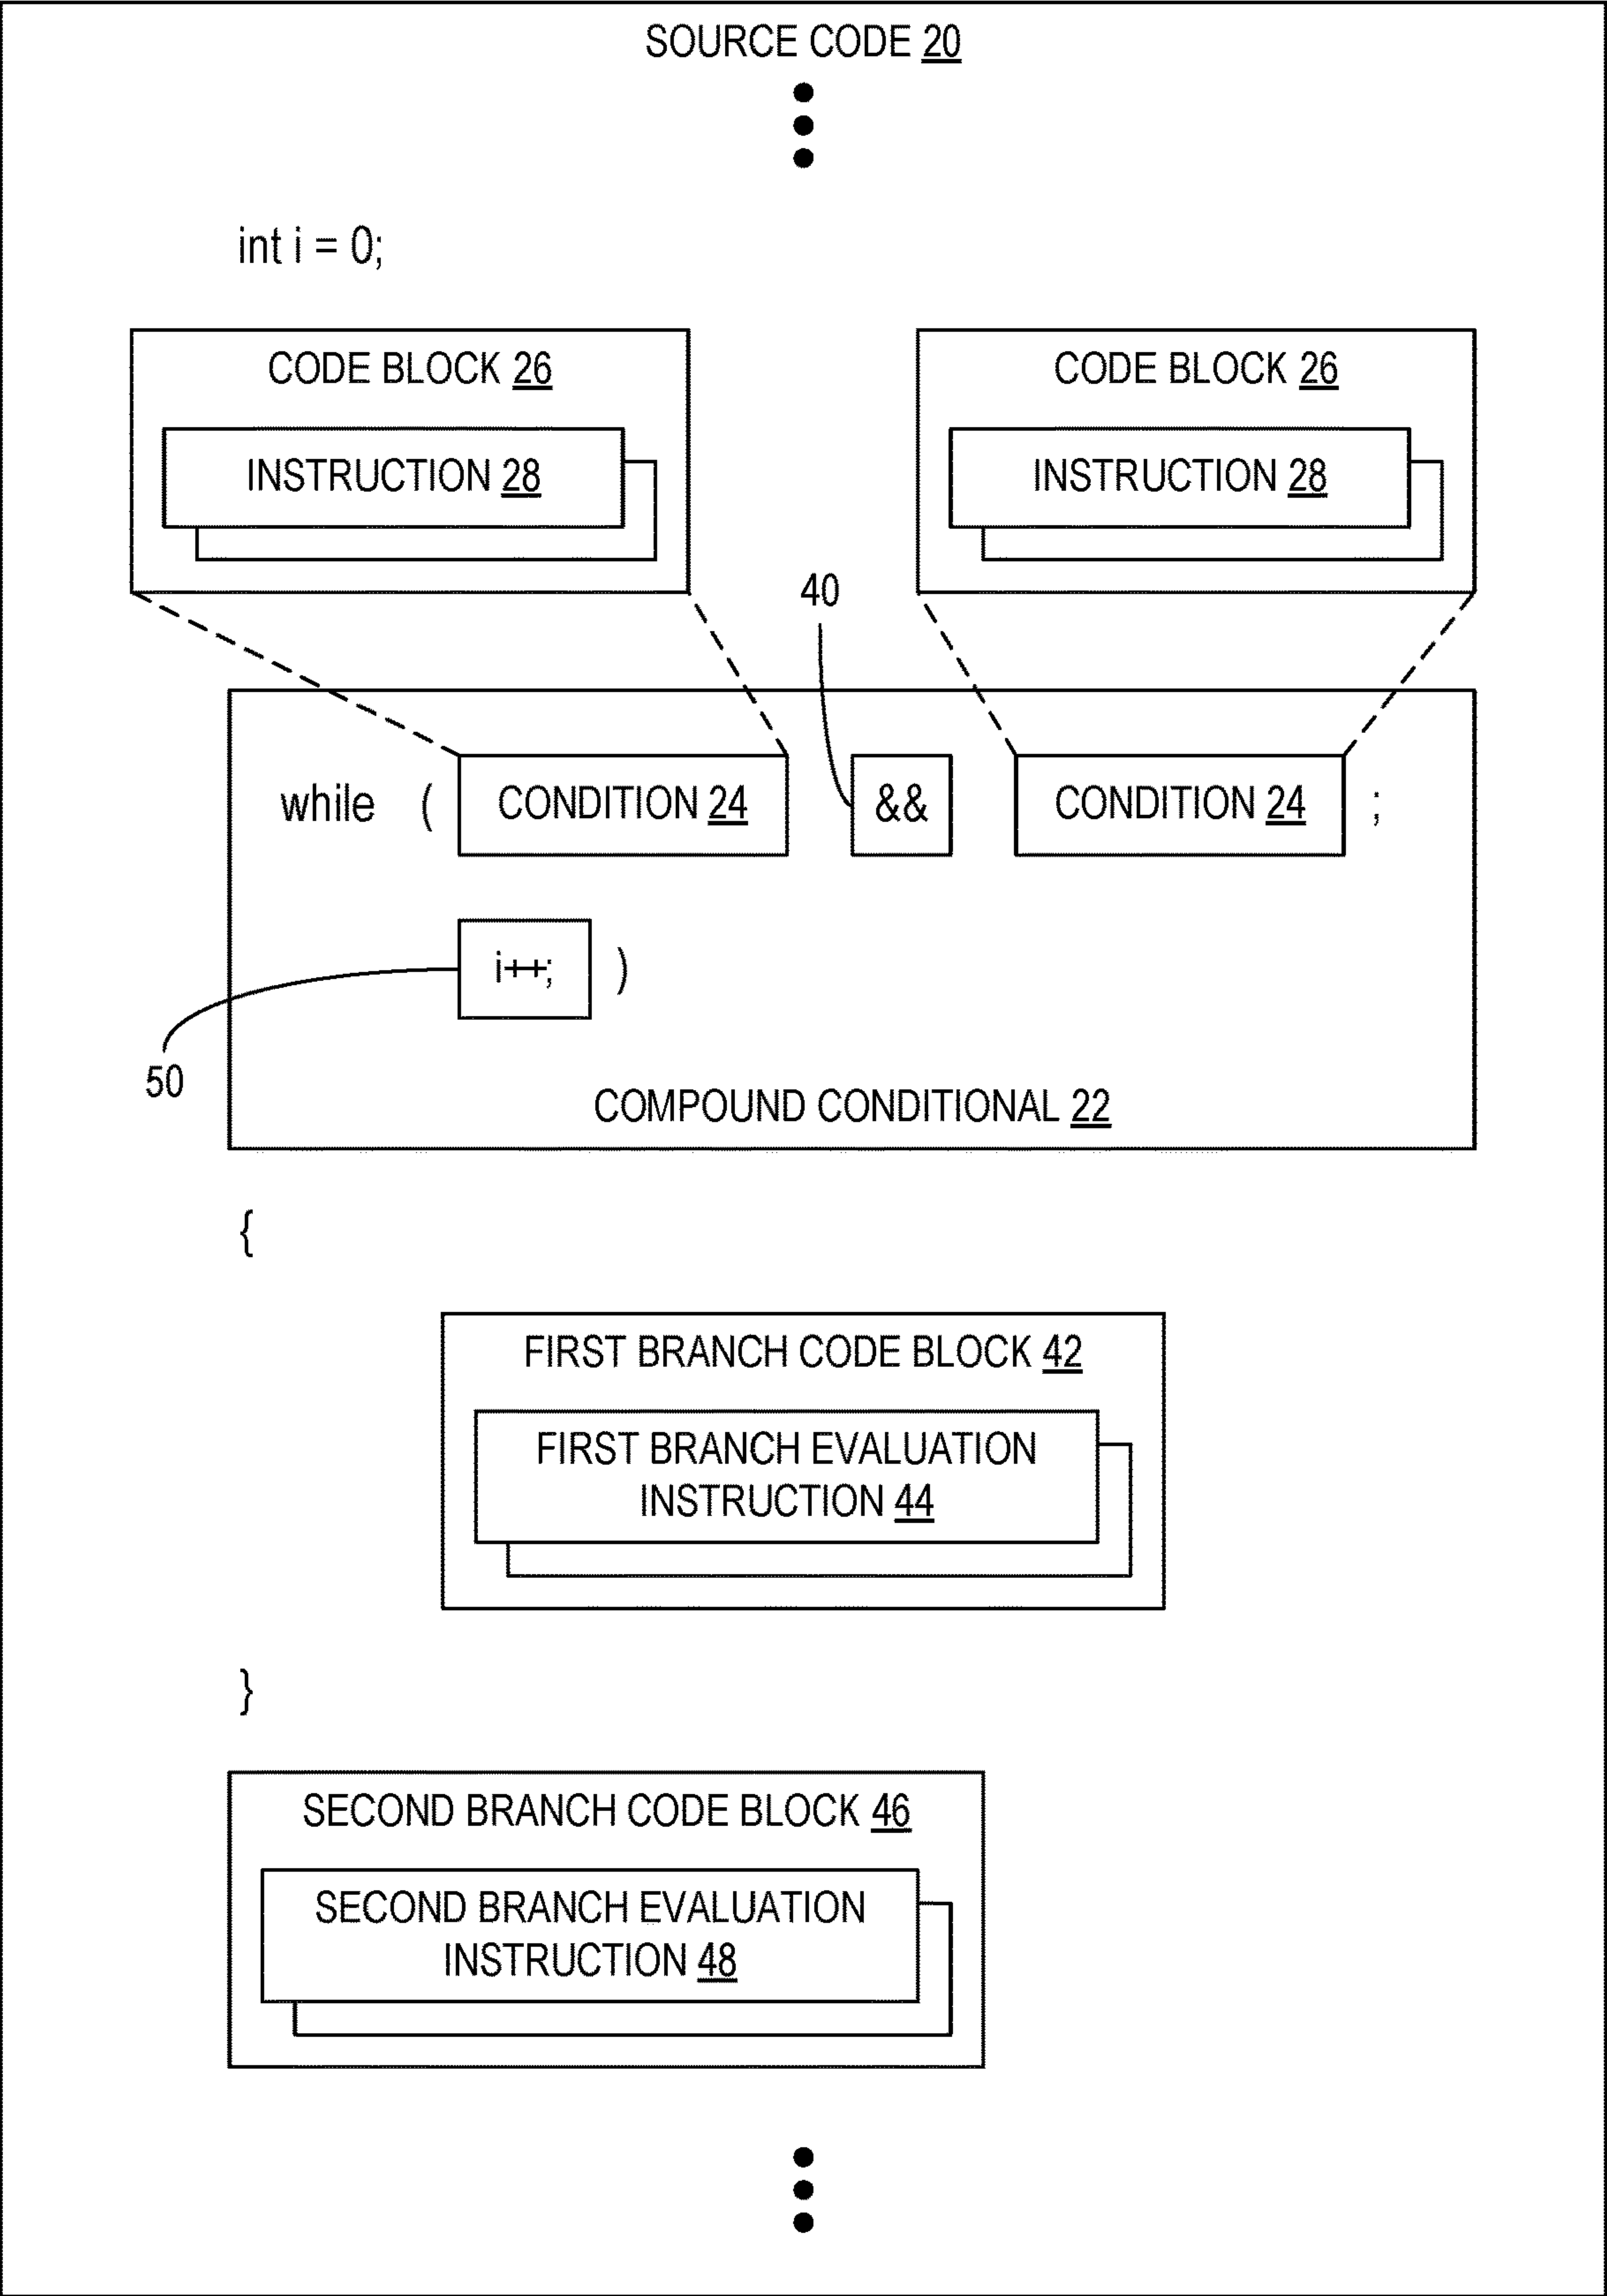 SOURCE CODE 20
int i = 0;
CODE BLOCK 26
INSTRUCTION 28
CODE BLOCK 26
INSTRUCTION 28
40
while ( CONDITION 24 && CONDITION 24 ;
i++; )
50
COMPOUND CONDITIONAL 22
{
FIRST BRANCH CODE BLOCK 42
FIRST BRANCH EVALUATION
INSTRUCTION 44
}
SECOND BRANCH CODE BLOCK 46
SECOND BRANCH EVALUATION
INSTRUCTION 48